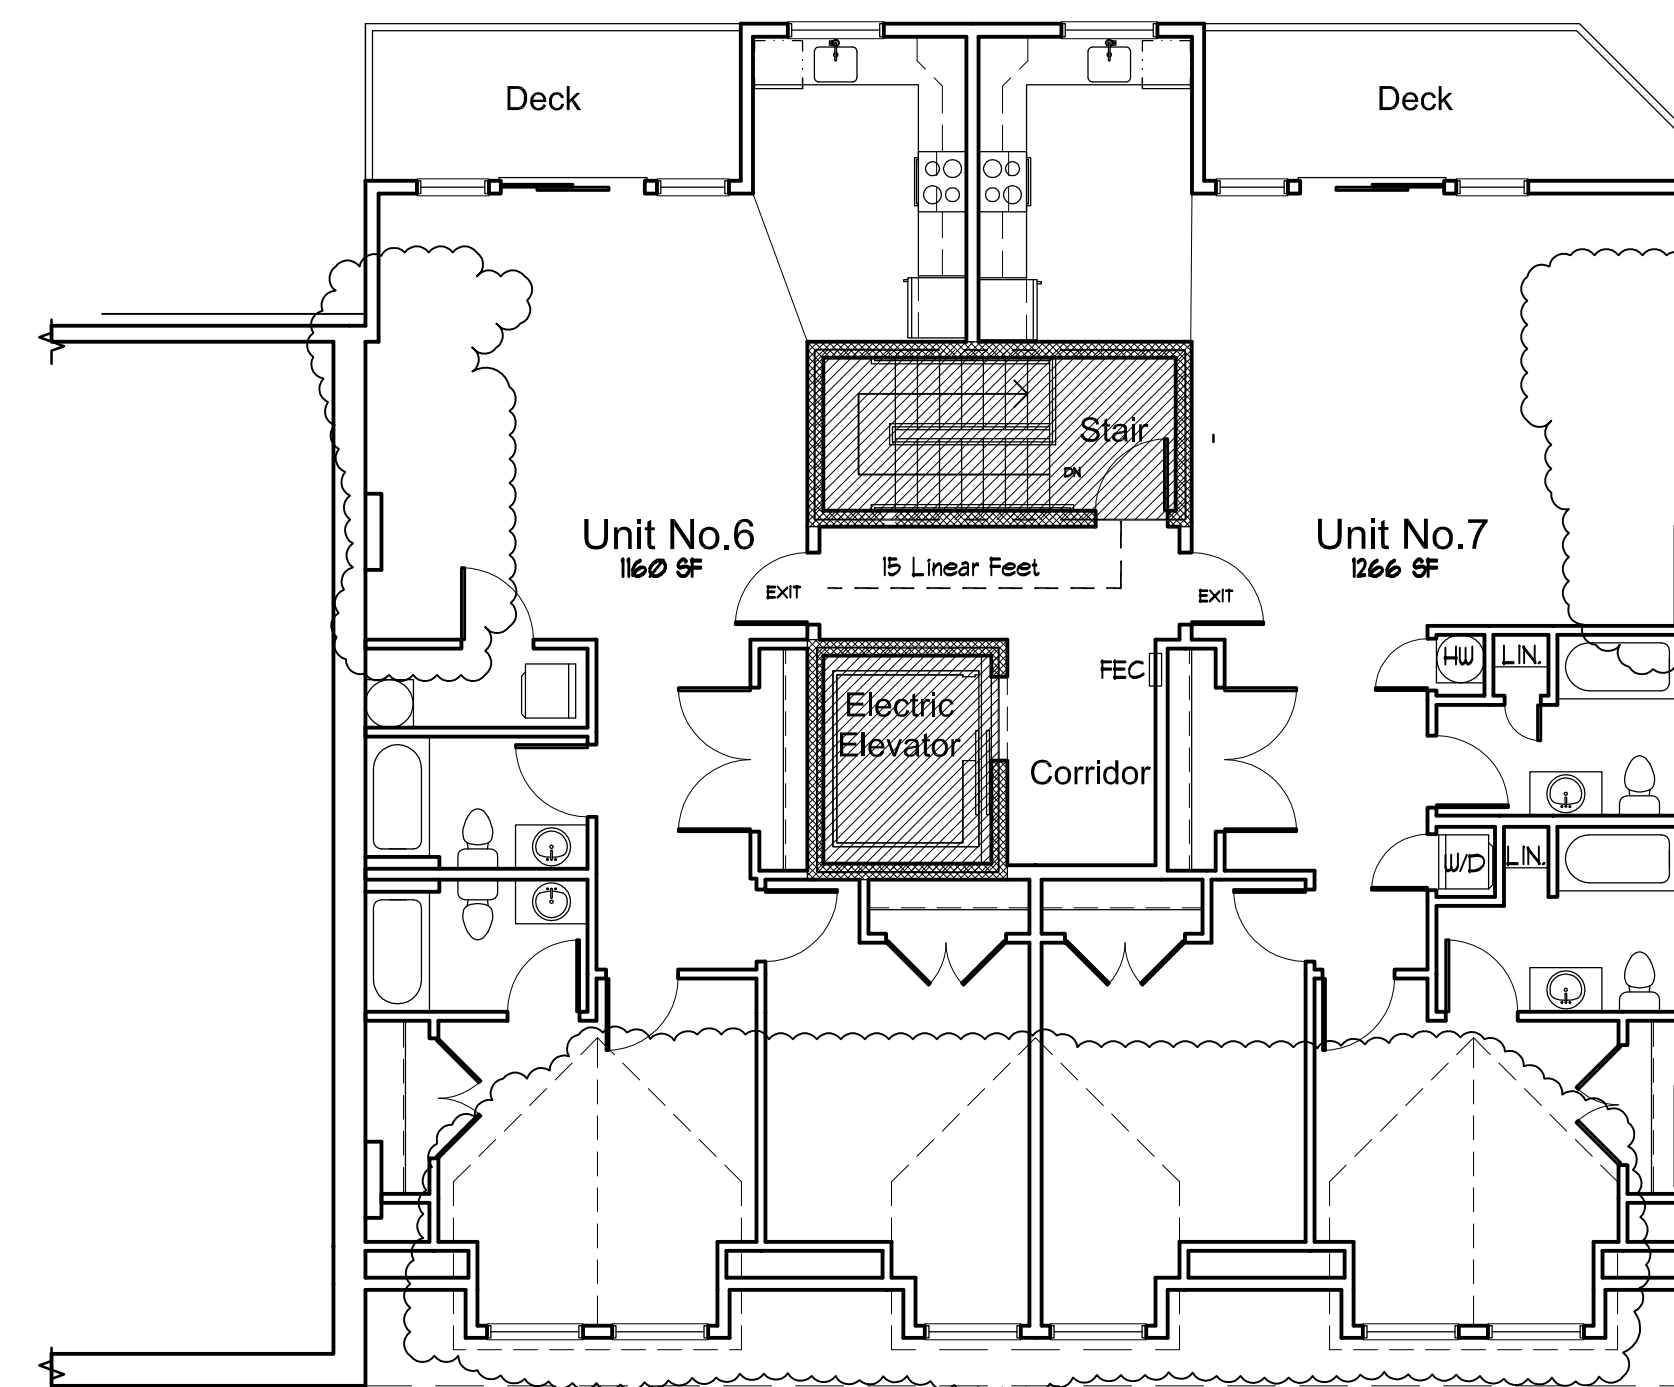 Deck
Deck
Stair
DN
Unit No.6
1160 SF
Unit No.7
1266 SF
15 Linear Feet
EXIT
EXIT
HW
LIN.
FEC
Electric
Elevator
Corridor
W/D
LIN.